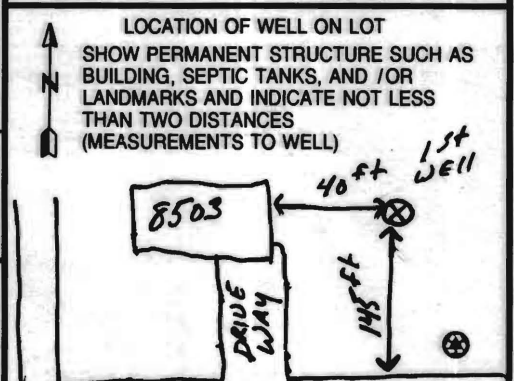 LOCATION OF WELL ON LOT
SHOW PERMANENT STRUCTURE SUCH AS
BUILDING, SEPTIC TANKS, AND /OR
LANDMARKS AND INDICATE NOT LESS
THAN TWO DISTANCES
(MEASUREMENTS TO WELL)
N
1st
WEll
40 ft
8503
DRIVE
WAY
145 ft